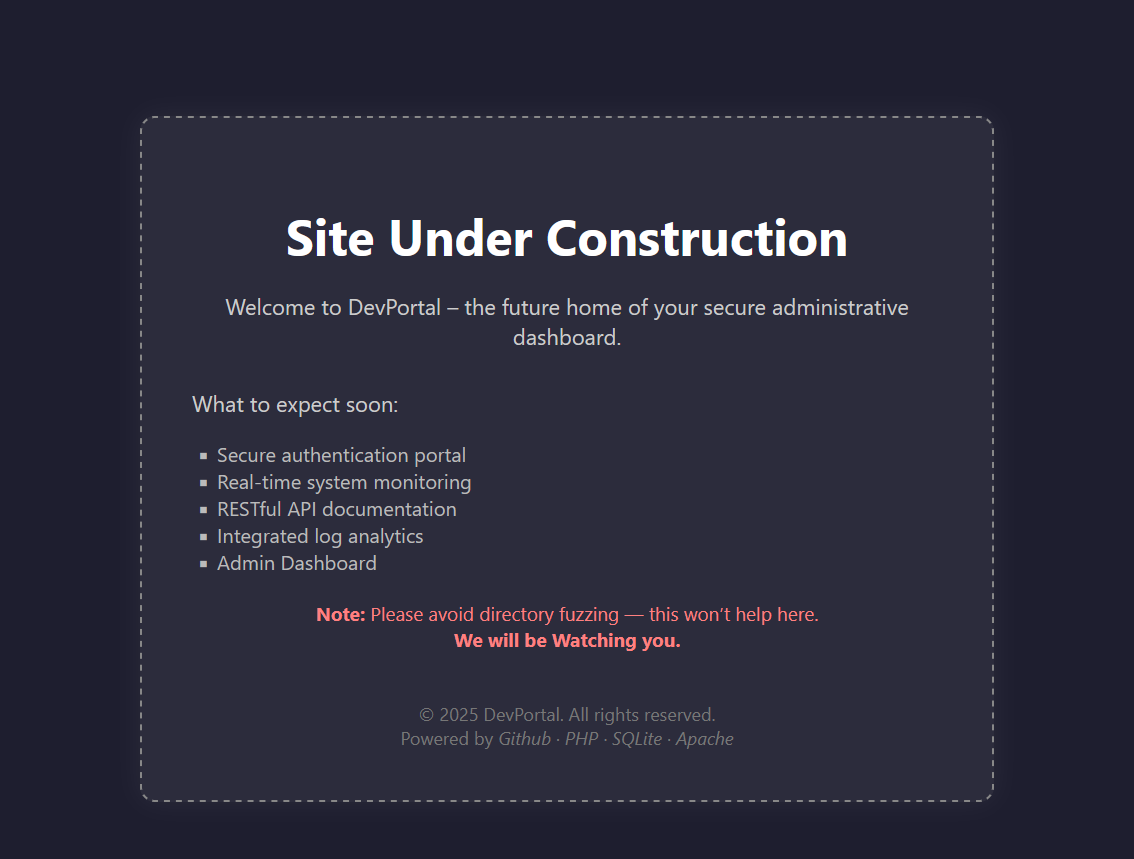 Site Under Construction
Welcome to DevPortal – the future home of your secure administrative
dashboard.
What to expect soon:
▪ Secure authentication portal
▪ Real-time system monitoring
▪ RESTful API documentation
▪ Integrated log analytics
▪ Admin Dashboard
Note: Please avoid directory fuzzing — this won’t help here.
We will be Watching you.
© 2025 DevPortal. All rights reserved.
Powered by Github · PHP · SQLite · Apache